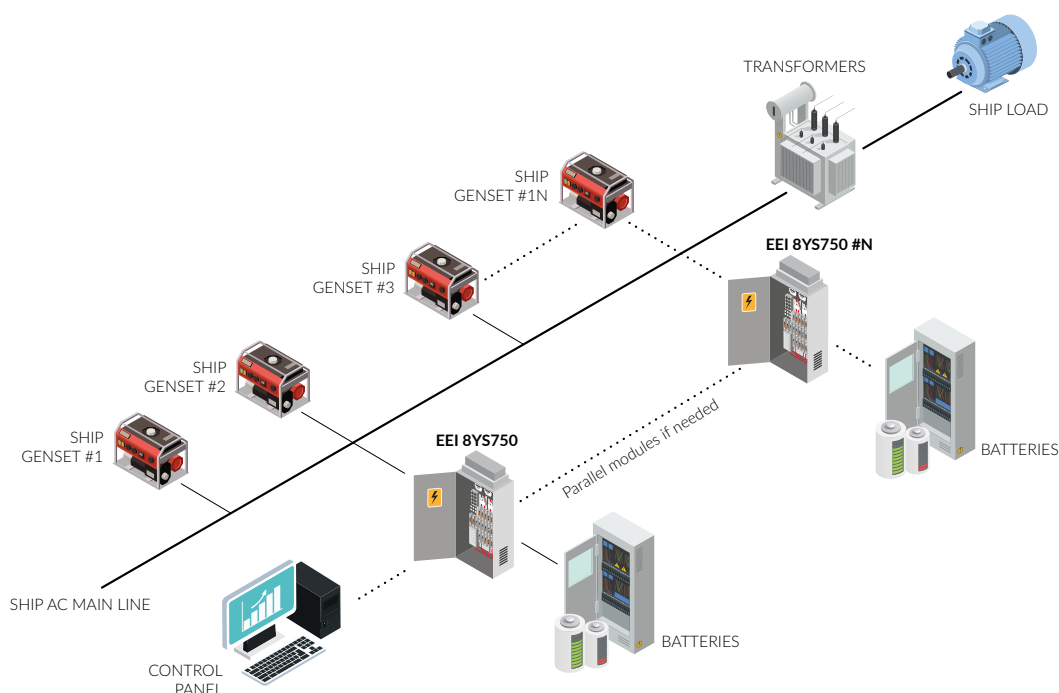 TRANSFORMERS
SHIP LOAD
SHIP
GENSET #1N
EEI 8YS750 #N
SHIP
GENSET #3
SHIP
GENSET #2
SHIP
GENSET #1
EEI 8YS750
Parallel modules if needed
BATTERIES
SHIP AC MAIN LINE
BATTERIES
CONTROL
PANEL